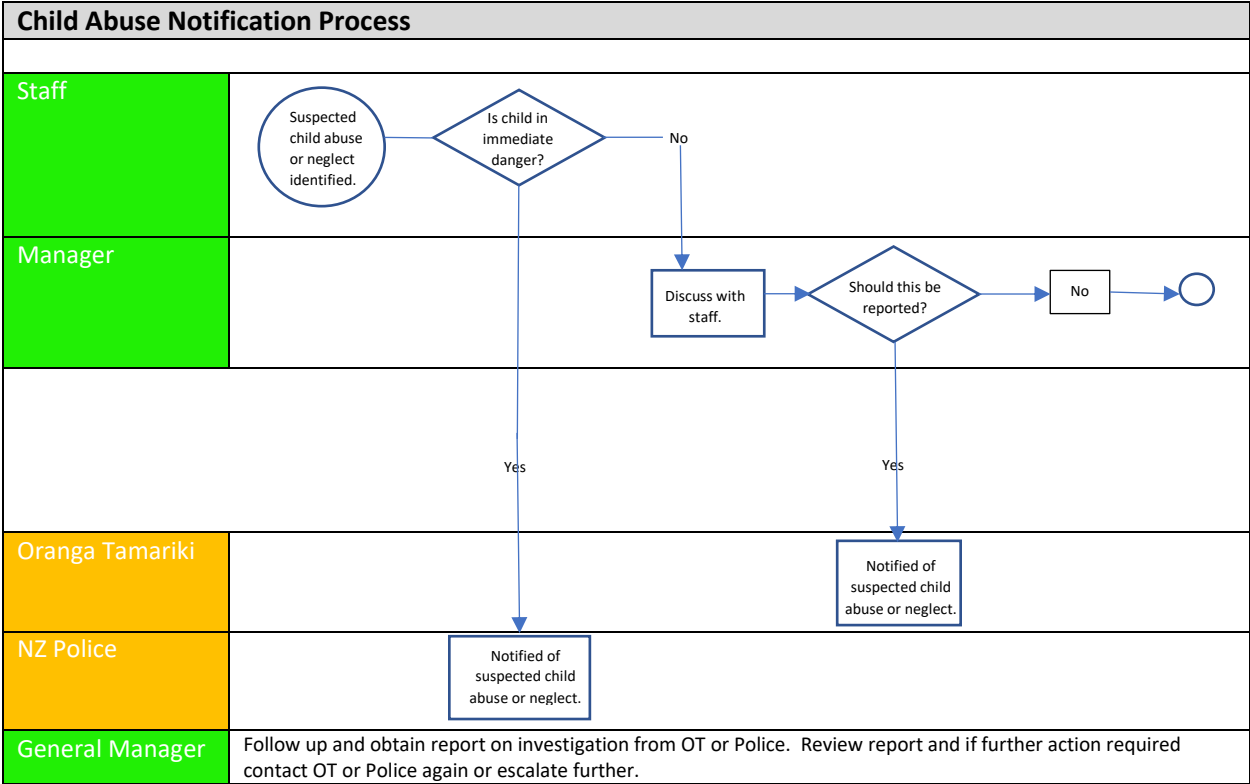 Child Abuse Notification Process
Staff
Suspected
child abuse
or neglect
identified.
Is child in
immediate
danger?
No
Manager
Discuss with
staff.
Should this be
reported?
No
Yes
Yes
Oranga Tamariki
Notified of
suspected child
abuse or neglect.
NZ Police
Notified of
suspected child
abuse or neglect.
General Manager
Follow up and obtain report on investigation from OT or Police.  Review report and if further action required
contact OT or Police again or escalate further.